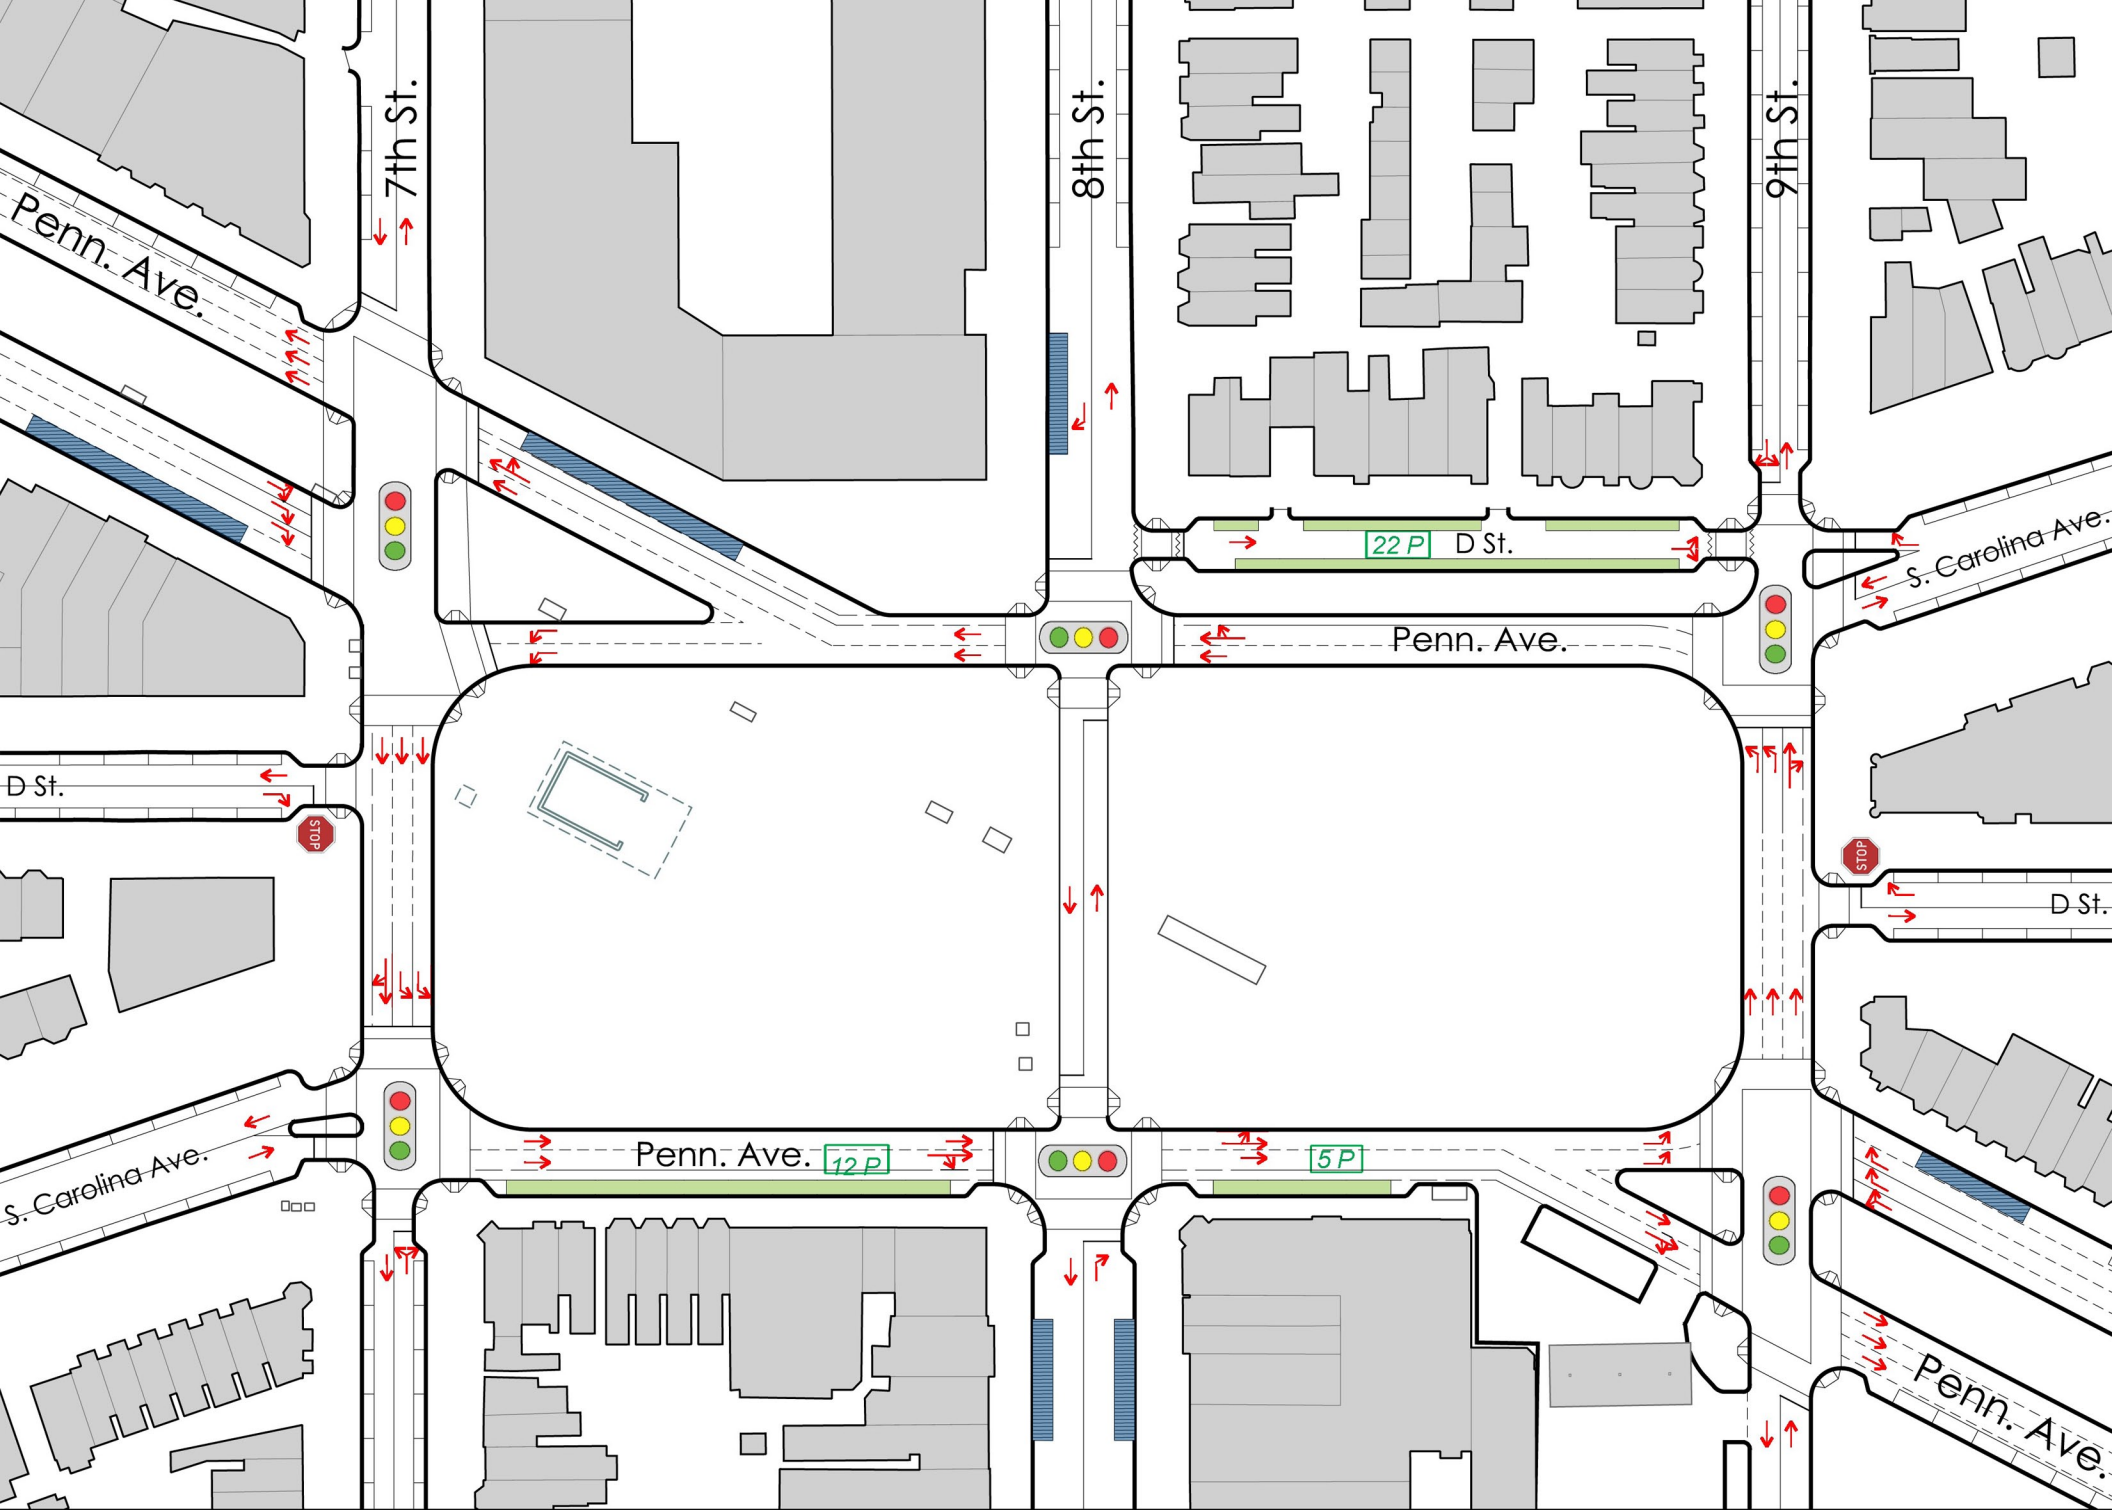 7th St.
8th St.
9th St.
Penn. Ave.
22 P
D St.
S. Carolina Ave.
Penn. Ave.
D St.
STOP
STOP
D St.
S. Carolina Ave.
Penn. Ave.
12 P
5 P
Penn. Ave.